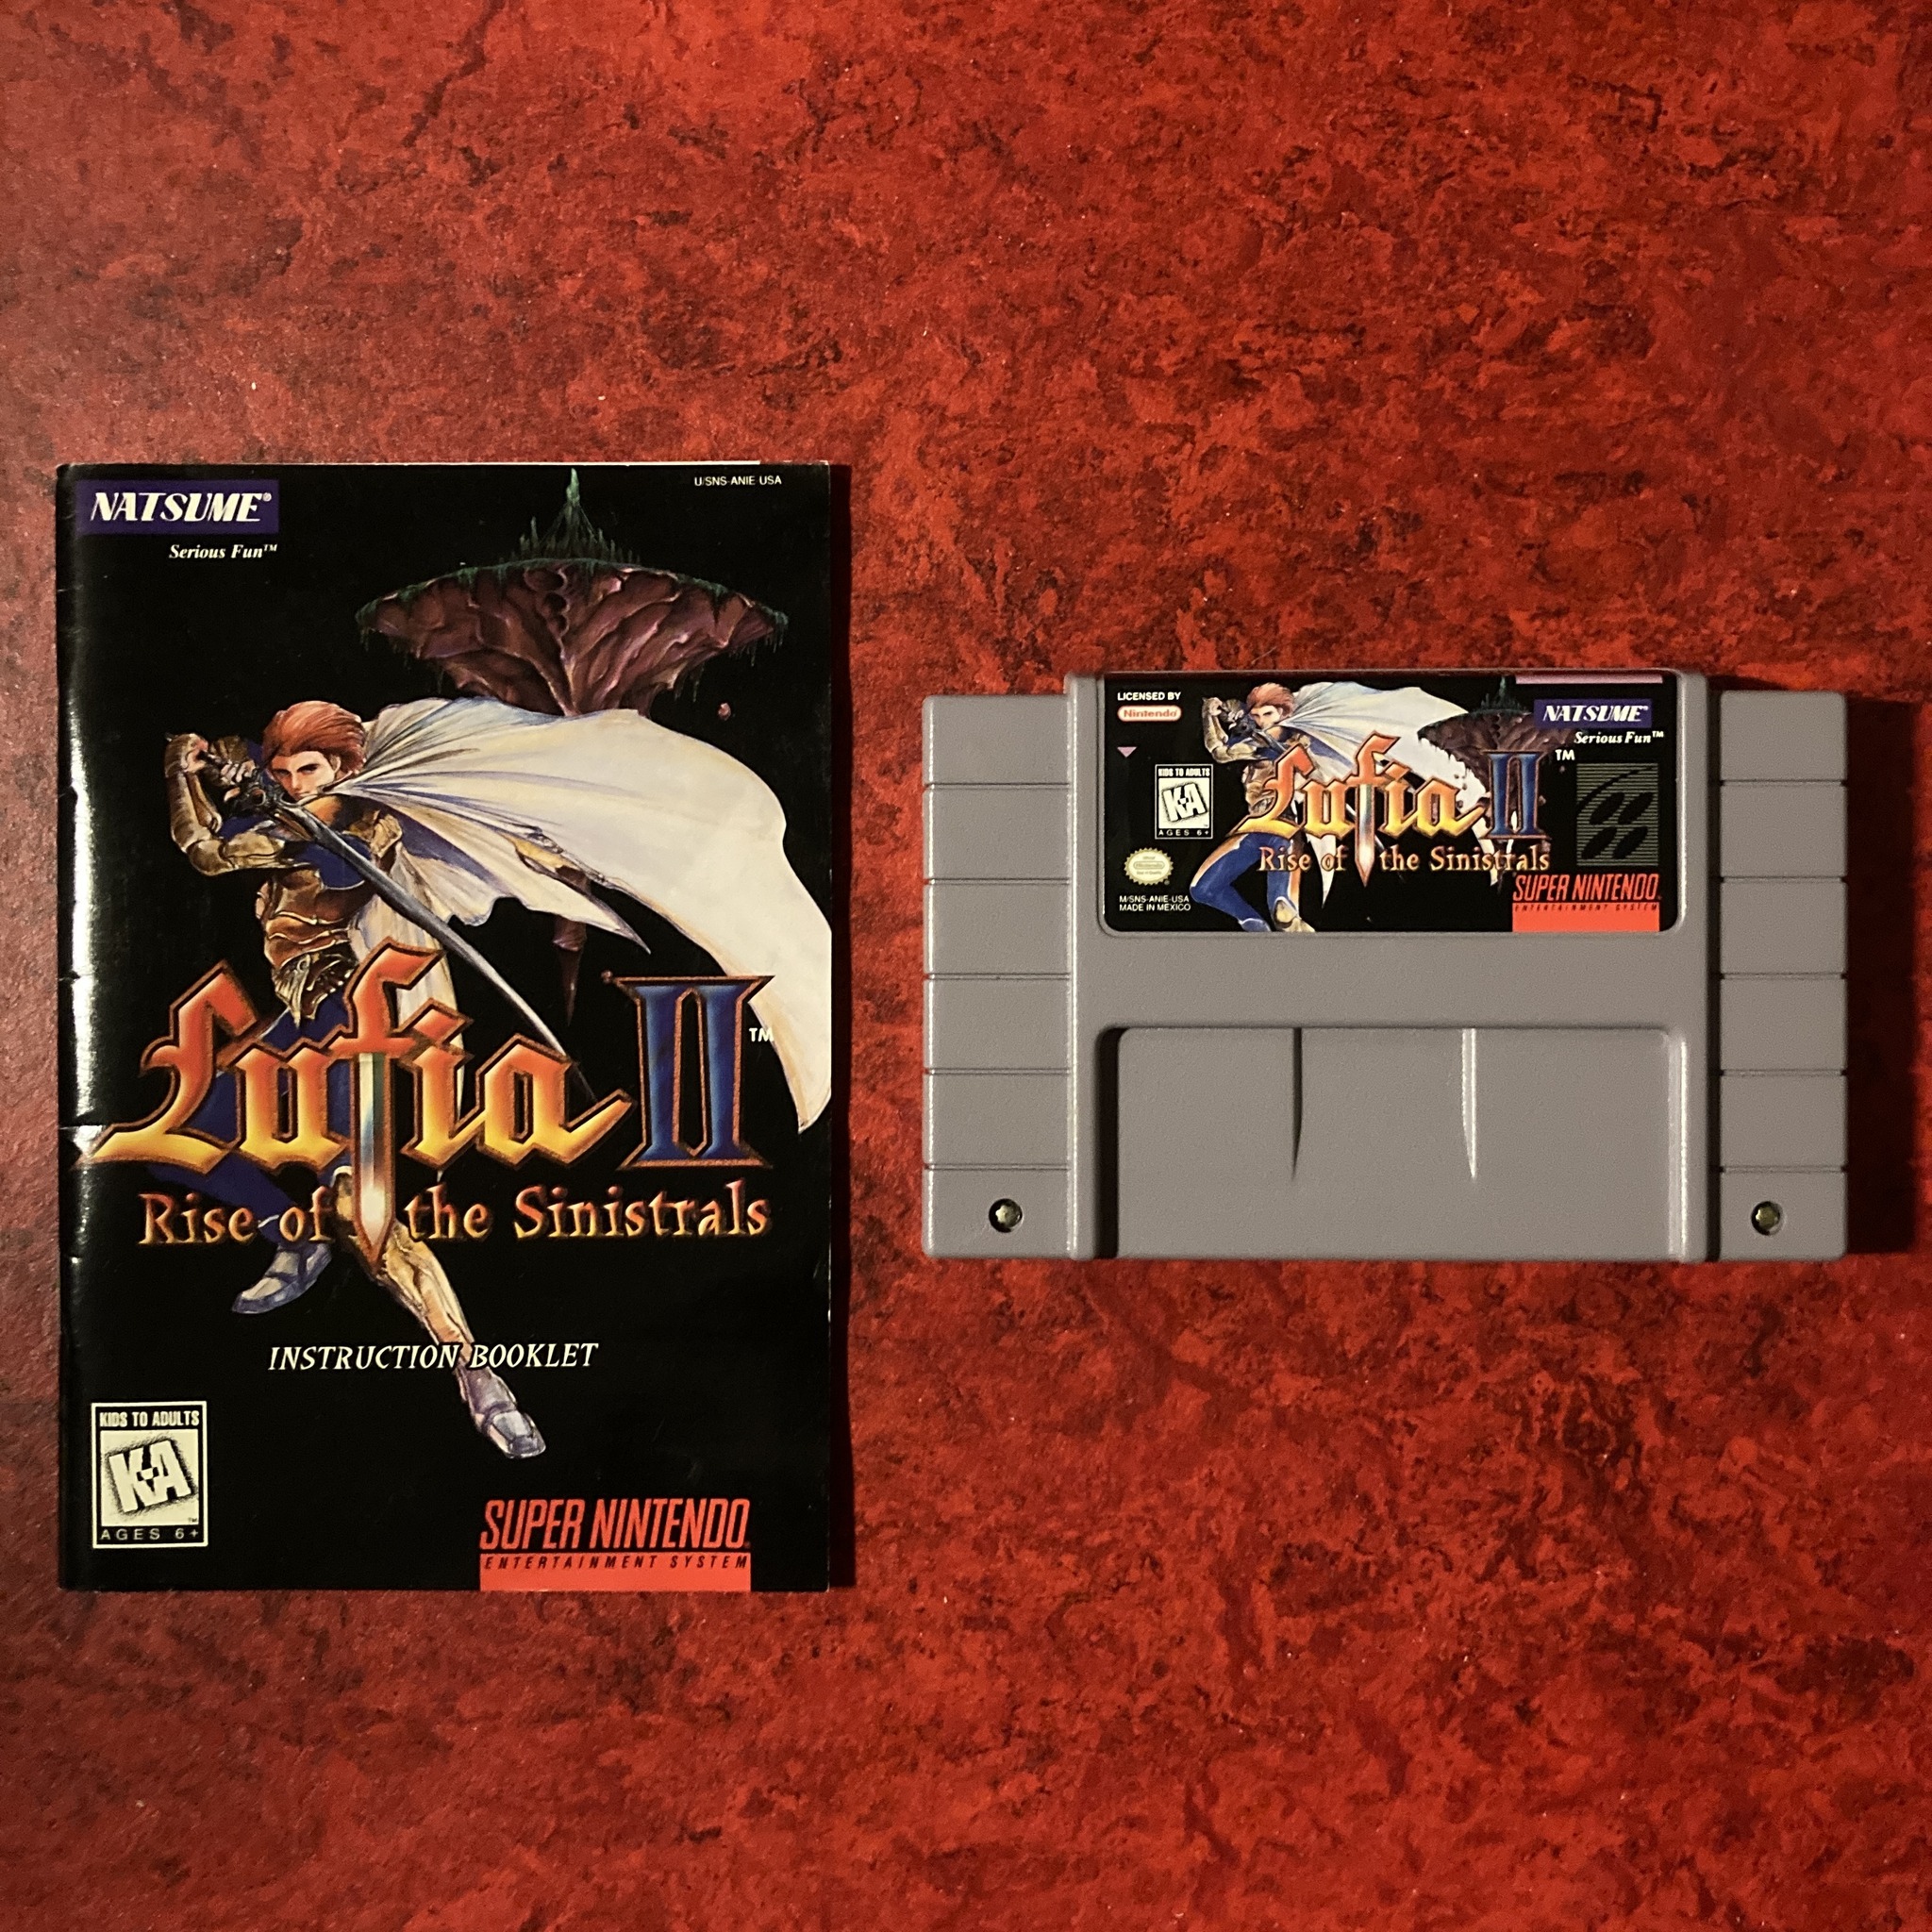 NATSUME®
Serious Fun™
U/SNS-ANIE-USA
Lufia II™
Rise of the Sinistrals
INSTRUCTION BOOKLET
KIDS TO ADULTS
K-A™
AGES 6+
SUPER NINTENDO
ENTERTAINMENT SYSTEM
LICENSED BY
Nintendo
NATSUME®
Serious Fun™
KIDS TO ADULTS
K-A
AGES 6+
Lufia II™
Rise of the Sinistrals
M/SNS-ANIE-USA
MADE IN MEXICO
SUPER NINTENDO
ENTERTAINMENT SYSTEM